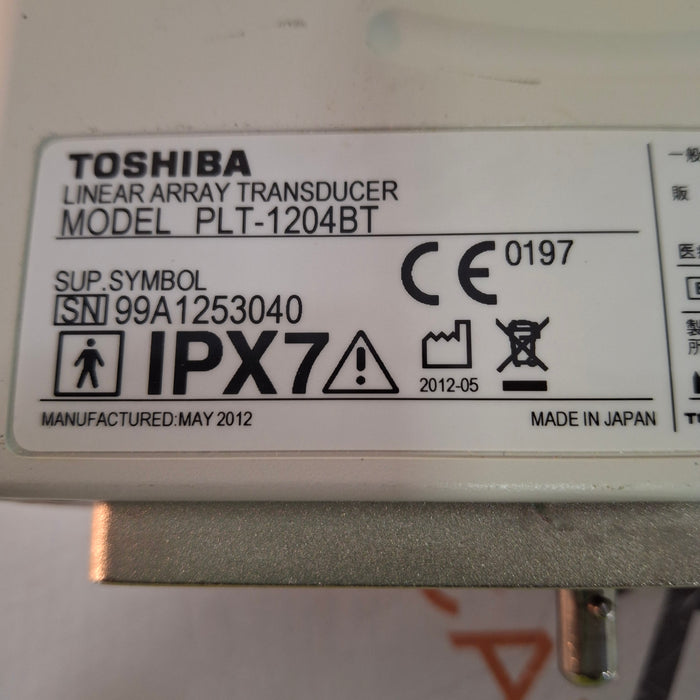 TOSHIBA
LINEAR ARRAY TRANSDUCER
MODEL PLT-1204BT
CE 0197
SUP.SYMBOL
SN 99A1253040
IPX7
2012-05
MANUFACTURED:MAY 2012
MADE IN JAPAN
一般
販
医
製
所